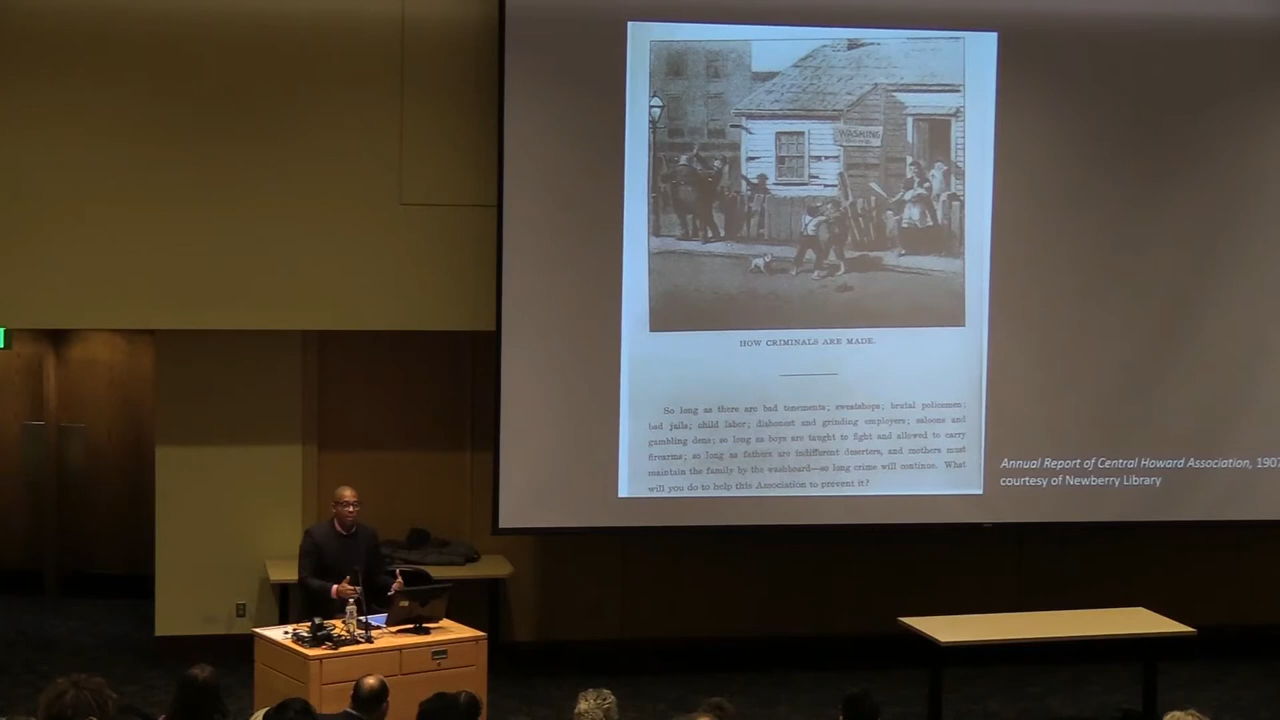 WASHING
HOW CRIMINALS ARE MADE.
So long as there are bad tenements; sweatshops; brutal policemen;
bad jails; child labor; dishonest and grinding employers; saloons and
gambling dens; so long as boys are taught to fight and allowed to carry
firearms; so long as fathers are indifferent deserters, and mothers must
maintain the family by the washboard—so long crime will continue. What
will you do to help this Association to prevent it?
Annual Report of Central Howard Association, 1907
courtesy of Newberry Library